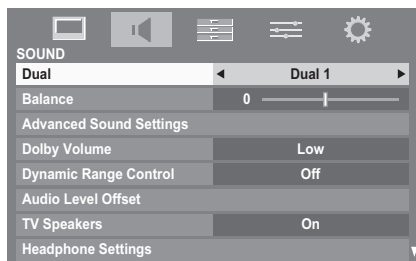 SOUND
Dual Dual 1
Balance 0
Advanced Sound Settings
Dolby Volume Low
Dynamic Range Control Off
Audio Level Offset
TV Speakers On
Headphone Settings